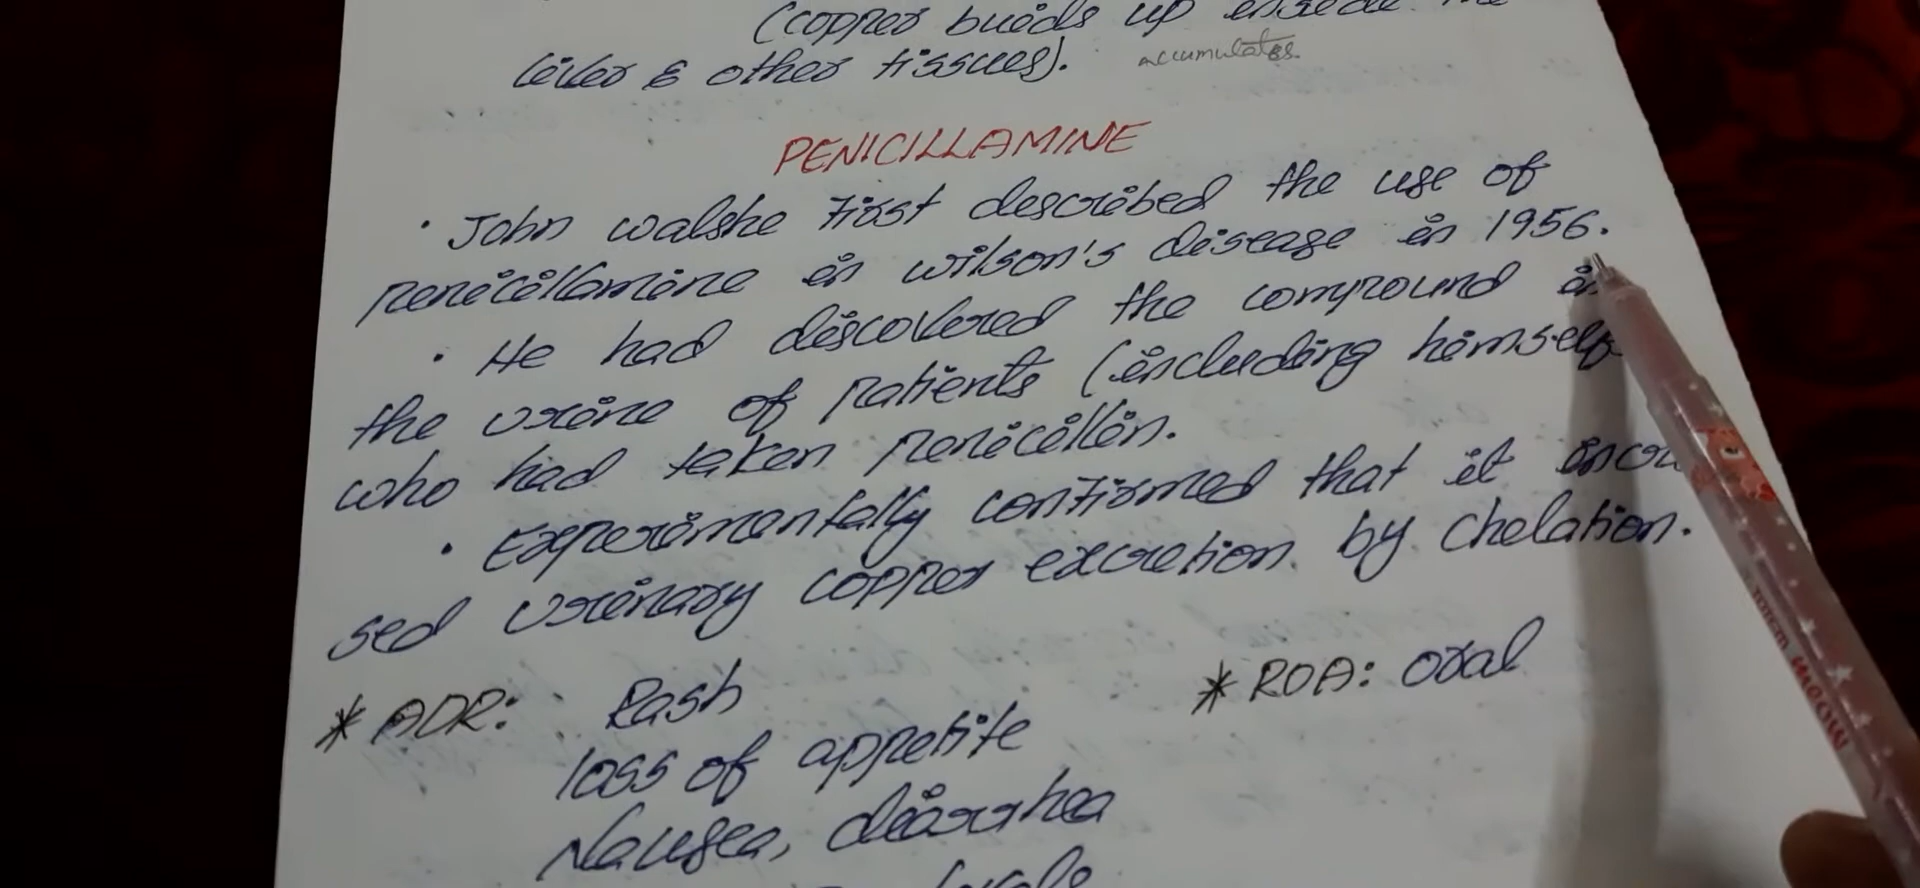 (copper builds up inside the
liver & other tissues).
accumulates.
PENICILLAMINE
• John walshe first described the use of
penicillamine in wilson's disease in 1956.
• He had discovered the compound in
the urine of patients (including himself
who had taken penicillin.
• Experimentally confirmed that it increa
sed urinary copper excretion by chelation.
* ADR: Rash
* ROA: oral
loss of appetite
Nausea, diarrhea
MOOW